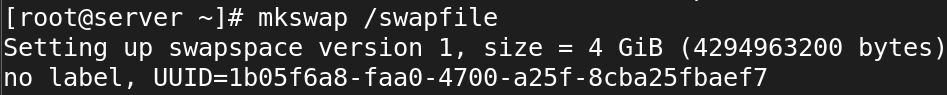 [root@server ~]# mkswap /swapfile
Setting up swapspace version 1, size = 4 GiB (4294963200 bytes)
no label, UUID=1b05f6a8-faa0-4700-a25f-8cba25fbaef7